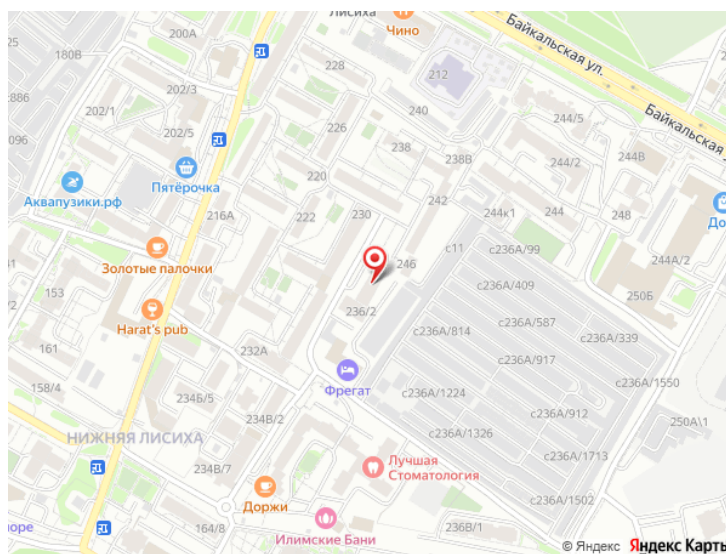 Лисиха
Чино
Байкальская ул.
200А
180В
228
212
202/3
202/1
240
244/5
226
202/5
238
238В
244/2
244В
Пятёрочка
220
Аквапузики.рф
242
216А
222
230
244к1
244
248
с11
с236А/99
Золотые палочки
246
244А/2
153
с236А/409
250Б
236/2
Harat's pub
с236А/814
с236А/587
с236А/339
161
232А
с236А/917
Фрегат
с236А/1550
158/4
234Б/5
с236А/1224
234В/2
с236А/912
250А\1
НИЖНЯЯ ЛИСИХА
с236А/1326
234В/7
Лучшая
Стоматология
с236А/1713
Доржи
с236А/1502
164/8
Илимские Бани
236В/1
© Яндекс Яндекс Карты